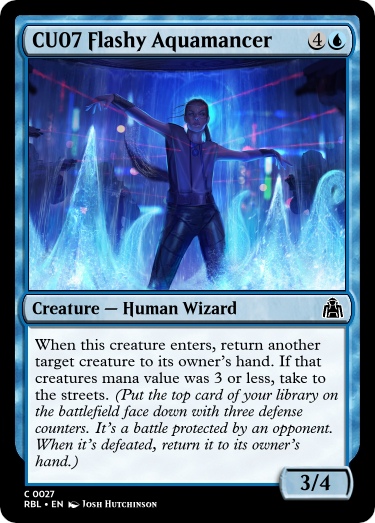 CU07 Flashy Aquamancer 4
Creature — Human Wizard
When this creature enters, return another
target creature to its owner's hand. If that
creatures mana value was 3 or less, take to
the streets. (Put the top card of your library on
the battlefield face down with three defense
counters. It's a battle protected by an opponent.
When it's defeated, return it to its owner's
hand.)
3/4
C 0027
RBL • EN Josh Hutchinson